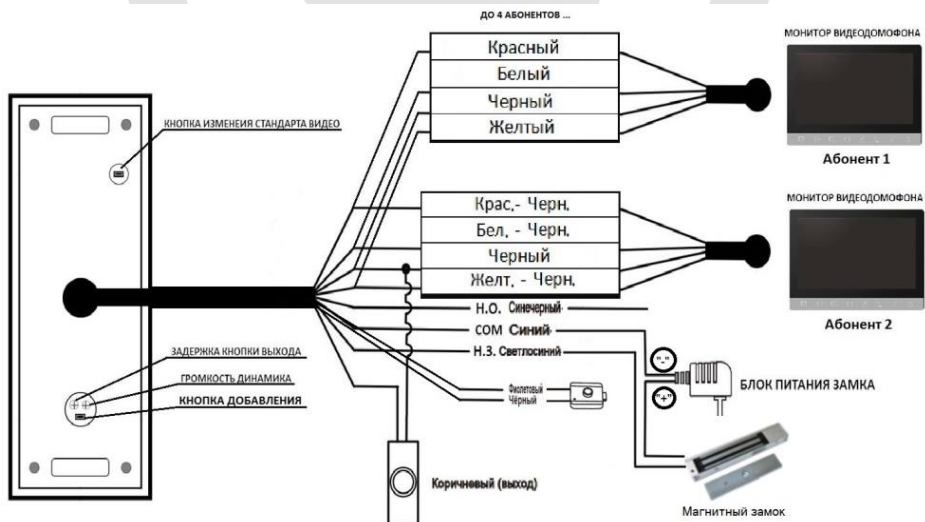 ДО 4 АБОНЕНТОВ ...
МОНИТОР ВИДЕОДОМОФОНА
Красный
Белый
Черный
Желтый
Абонент 1
КНОПКА ИЗМЕНЕИЯ СТАНДАРТА ВИДЕО
МОНИТОР ВИДЕОДОМОФОНА
Крас,- Черн,
Бел, - Черн,
Черный
Желт, - Черн,
Абонент 2
Н.О. Синечерный
COM Синий
Н.З. Светлосиний
ЗАДЕРЖКА КНОПКИ ВЫХОДА
ГРОМКОСТЬ ДИНАМИКА
КНОПКА ДОБАВЛЕНИЯ
"-"
"+"
БЛОК ПИТАНИЯ ЗАМКА
Фиолетовый
Чёрный
Коричневый (выход)
Магнитный замок